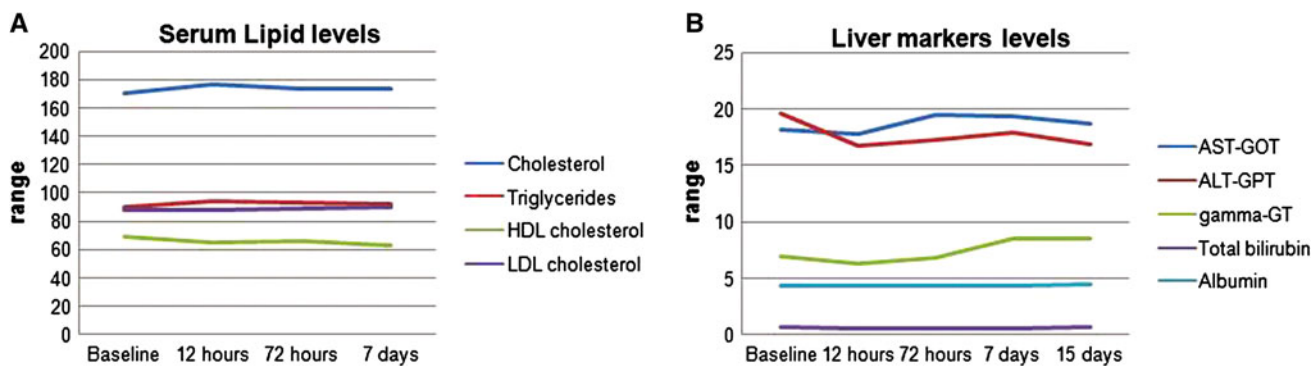 A
Serum Lipid levels
range
200
180
160
140
120
100
80
60
40
20
0
Baseline 12 hours 72 hours 7 days
Cholesterol
Triglycerides
HDL cholesterol
LDL cholesterol
B
Liver markers levels
range
25
20
15
10
5
0
Baseline 12 hours 72 hours 7 days 15 days
AST-GOT
ALT-GPT
gamma-GT
Total bilirubin
Albumin